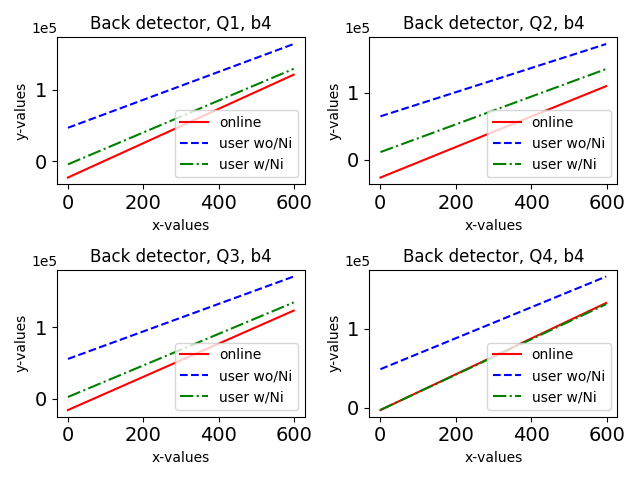 Back detector, Q1, b4
1e5
y-values
1
0
online
user wo/Ni
user w/Ni
0 200 400 600
x-values
Back detector, Q2, b4
1e5
y-values
1
0
online
user wo/Ni
user w/Ni
0 200 400 600
x-values
Back detector, Q3, b4
1e5
y-values
1
0
online
user wo/Ni
user w/Ni
0 200 400 600
x-values
Back detector, Q4, b4
1e5
y-values
1
0
online
user wo/Ni
user w/Ni
0 200 400 600
x-values